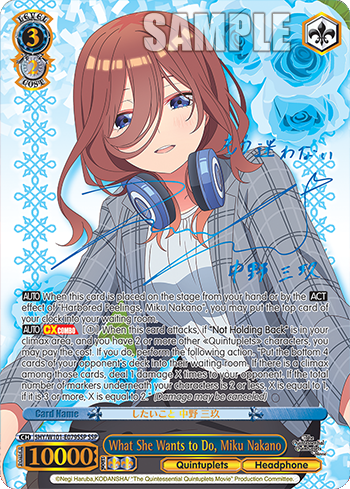 SAMPLE
LEVEL
3
2
COST
もう迷わない
中野 三玖
AUTO When this card is placed on the stage from your hand or by the ACT
effect of "Harbored Feelings, Miku Nakano", you may put the top card of
your clock into your waiting room.
AUTO CX COMBO [(1)] When this card attacks, if "Not Holding Back" is in your
climax area, and you have 2 or more other «Quintuplets» characters, you
may pay the cost. If you do, perform the following action. "Put the bottom 4
cards of your opponent's deck into their waiting room. If there is a climax
among those cards, deal 1 damage X times to your opponent. If the total
number of markers underneath your characters is 2 or less, X is equal to 1.
If it is 3 or more, X is equal to 2." (Damage may be canceled)
Card Name
したいこと 中野 三玖
CH
5HY/W101-E079SSP SSP
What She Wants to Do, Miku Nakano
POWER
10000
Quintuplets
Headphone
©Negi Haruba,KODANSHA/ "The Quintessential Quintuplets Movie" Production Committee.